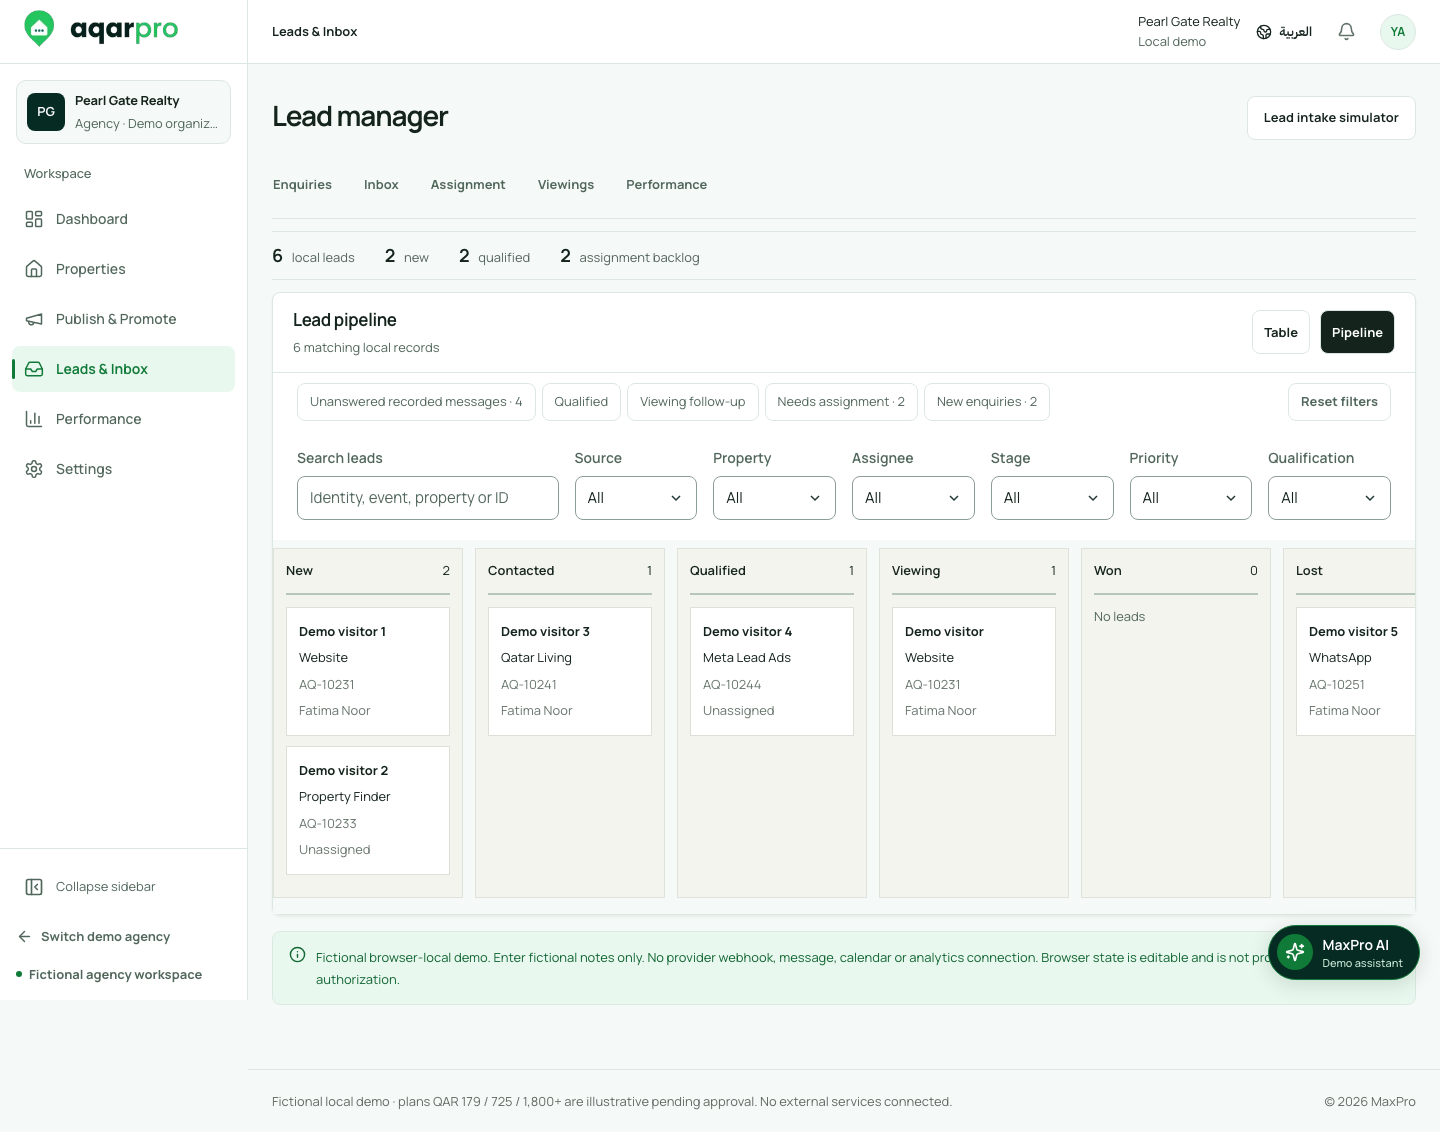 aqarpro
Leads & Inbox
Pearl Gate Realty
Local demo
العربية
YA
PG
Pearl Gate Realty
Agency · Demo organiz...
Workspace
Dashboard
Properties
Publish & Promote
Leads & Inbox
Performance
Settings
Collapse sidebar
Switch demo agency
Fictional agency workspace
Lead manager
Lead intake simulator
Enquiries Inbox Assignment Viewings Performance
6 local leads 2 new 2 qualified 2 assignment backlog
Lead pipeline
6 matching local records
Table Pipeline
Unanswered recorded messages · 4 Qualified Viewing follow-up Needs assignment · 2 New enquiries · 2 Reset filters
Search leads Source Property Assignee Stage Priority Qualification
Identity, event, property or ID All All All All All All
New 2
Demo visitor 1
Website
AQ-10231
Fatima Noor
Demo visitor 2
Property Finder
AQ-10233
Unassigned
Contacted 1
Demo visitor 3
Qatar Living
AQ-10241
Fatima Noor
Qualified 1
Demo visitor 4
Meta Lead Ads
AQ-10244
Unassigned
Viewing 1
Demo visitor
Website
AQ-10231
Fatima Noor
Won 0
No leads
Lost
Demo visitor 5
WhatsApp
AQ-10251
Fatima Noor
Fictional browser-local demo. Enter fictional notes only. No provider webhook, message, calendar or analytics connection. Browser state is editable and is not
authorization.
MaxPro AI
Demo assistant
Fictional local demo · plans QAR 179 / 725 / 1,800+ are illustrative pending approval. No external services connected.
© 2026 MaxPro